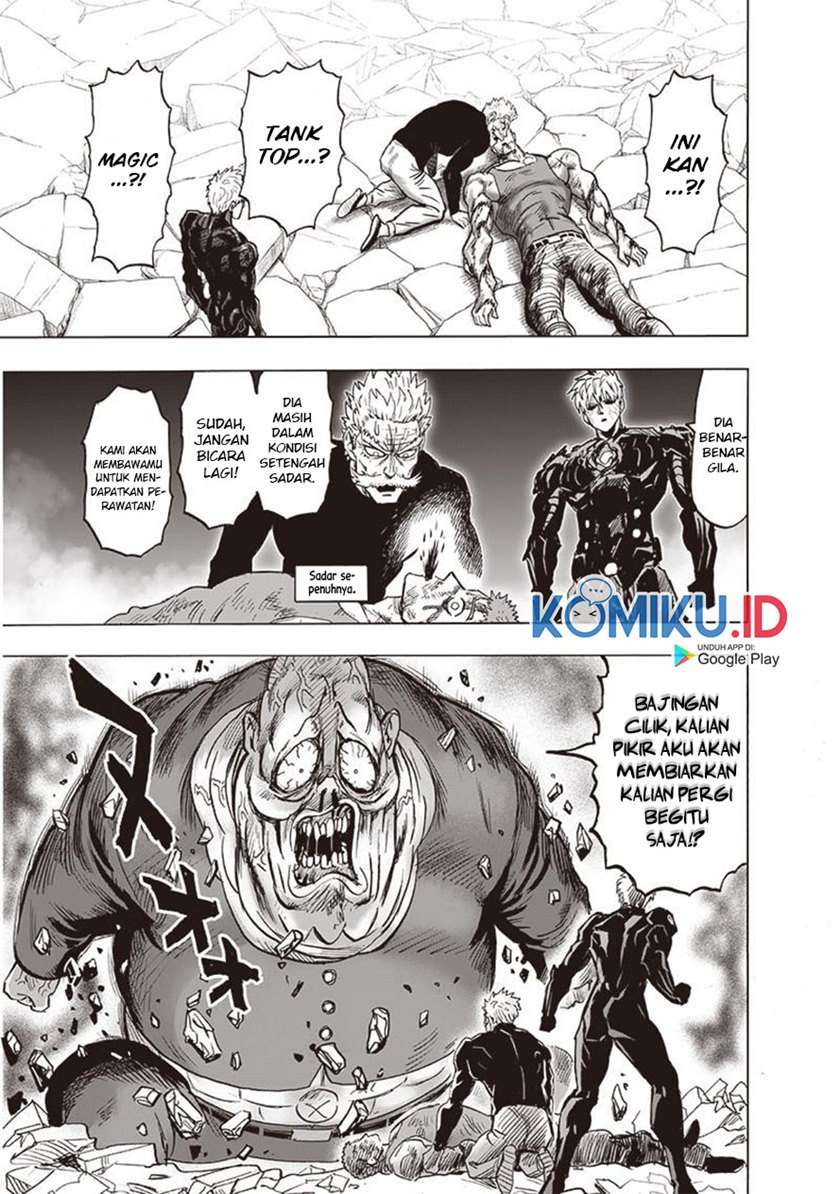 INI
KAN
...?!
TANK
TOP...?
MAGIC
...?!
DIA
BENAR-
BENAR
GILA.
DIA
MASIH
DALAM
KONDISI
SETENGAH
SADAR.
SUDAH,
JANGAN
BICARA
LAGI!
KAMI AKAN
MEMBAWAMU
UNTUK MEN-
DAPATKAN PE-
RAWATAN!
Sadar se-
penuhnya.
KOMIKU.ID
UNDUH APP DI:
Google Play
BAJINGAN
CILIK, KALIAN
PIKIR AKU AKAN
MEMBIARKAN
KALIAN PERGI
BEGITU
SAJA!?